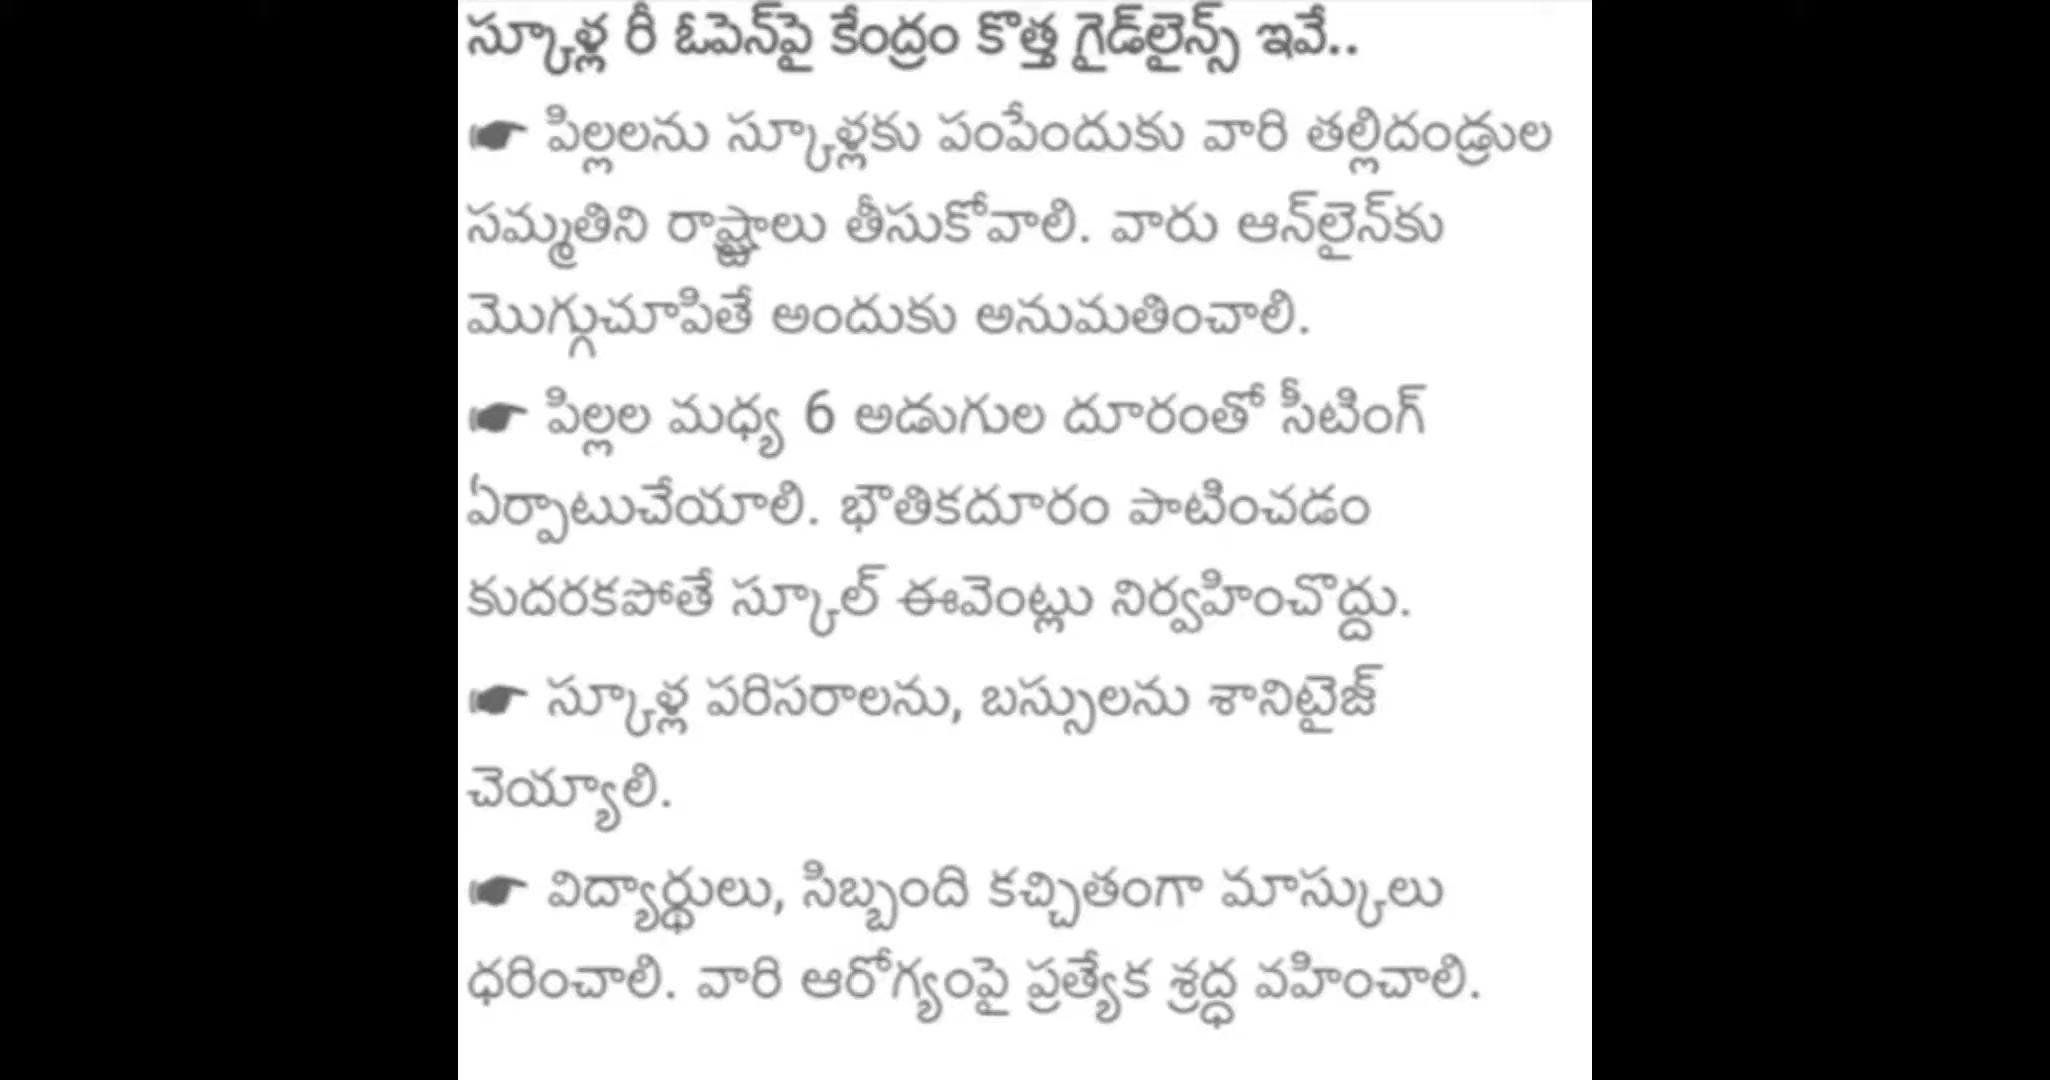 స్కూళ్ల రీ ఓపెన్‌పై కేంద్రం కొత్త గైడ్‌లైన్స్ ఇవే..
☛ పిల్లలను స్కూళ్లకు పంపేందుకు వారి తల్లిదండ్రుల
సమ్మతిని రాష్ట్రాలు తీసుకోవాలి. వారు ఆన్‌లైన్‌కు
మొగ్గుచూపితే అందుకు అనుమతించాలి.
☛ పిల్లల మధ్య 6 అడుగుల దూరంతో సీటింగ్
ఏర్పాటుచేయాలి. భౌతికదూరం పాటించడం
కుదరకపోతే స్కూల్ ఈవెంట్లు నిర్వహించొద్దు.
☛ స్కూళ్ల పరిసరాలను, బస్సులను శానిటైజ్
చెయ్యాలి.
☛ విద్యార్థులు, సిబ్బంది కచ్చితంగా మాస్కులు
ధరించాలి. వారి ఆరోగ్యంపై ప్రత్యేక శ్రద్ధ వహించాలి.